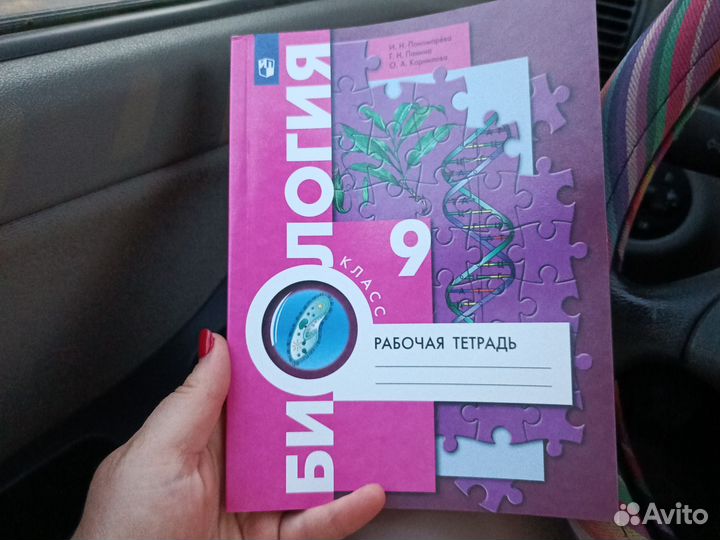 И. Н. Пономарёва
Г. Н. Панина
О. А. Корнилова
БИОЛОГИЯ
9
КЛАСС
РАБОЧАЯ ТЕТРАДЬ
Avito